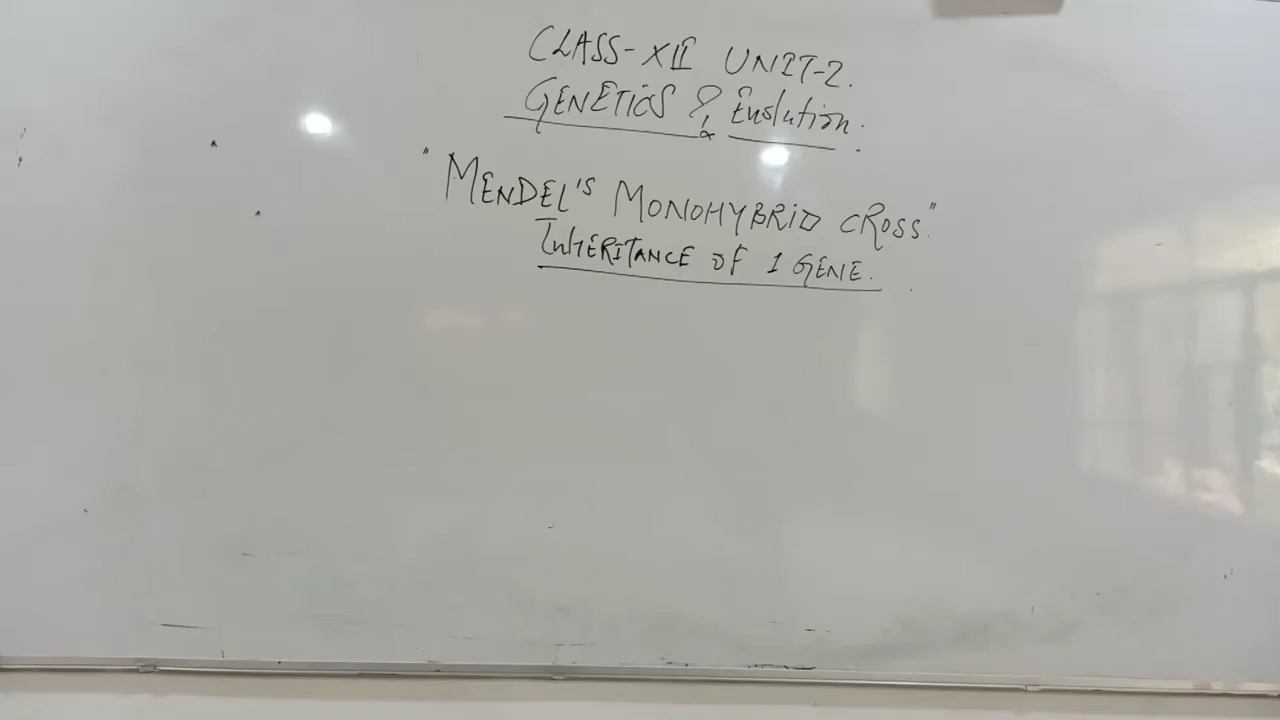 CLASS-XII UNIT-2.
GENETICS & Evolution.
"MENDEL'S MONOHYBRID CROSS".
InHERITANCE OF 1 GENE.